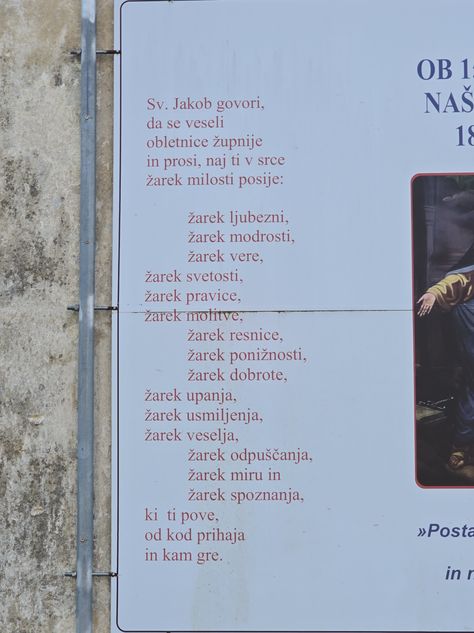 Sv. Jakob govori,
da se veseli
obletnice župnije
in prosi, naj ti v srce
žarek milosti posije:
žarek ljubezni,
žarek modrosti,
žarek vere,
žarek svetosti,
žarek pravice,
žarek molitve,
žarek resnice,
žarek ponižnosti,
žarek dobrote,
žarek upanja,
žarek usmiljenja,
žarek veselja,
žarek odpuščanja,
žarek miru in
žarek spoznanja,
ki ti pove,
od kod prihaja
in kam gre.
OB
NAŠ
18
»Posta
in